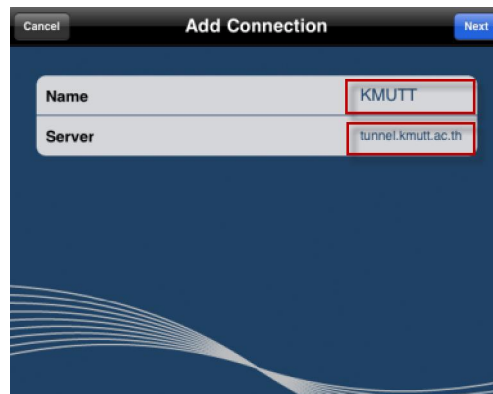 Cancel Add Connection Next
Name KMUTT
Server tunnel.kmutt.ac.th